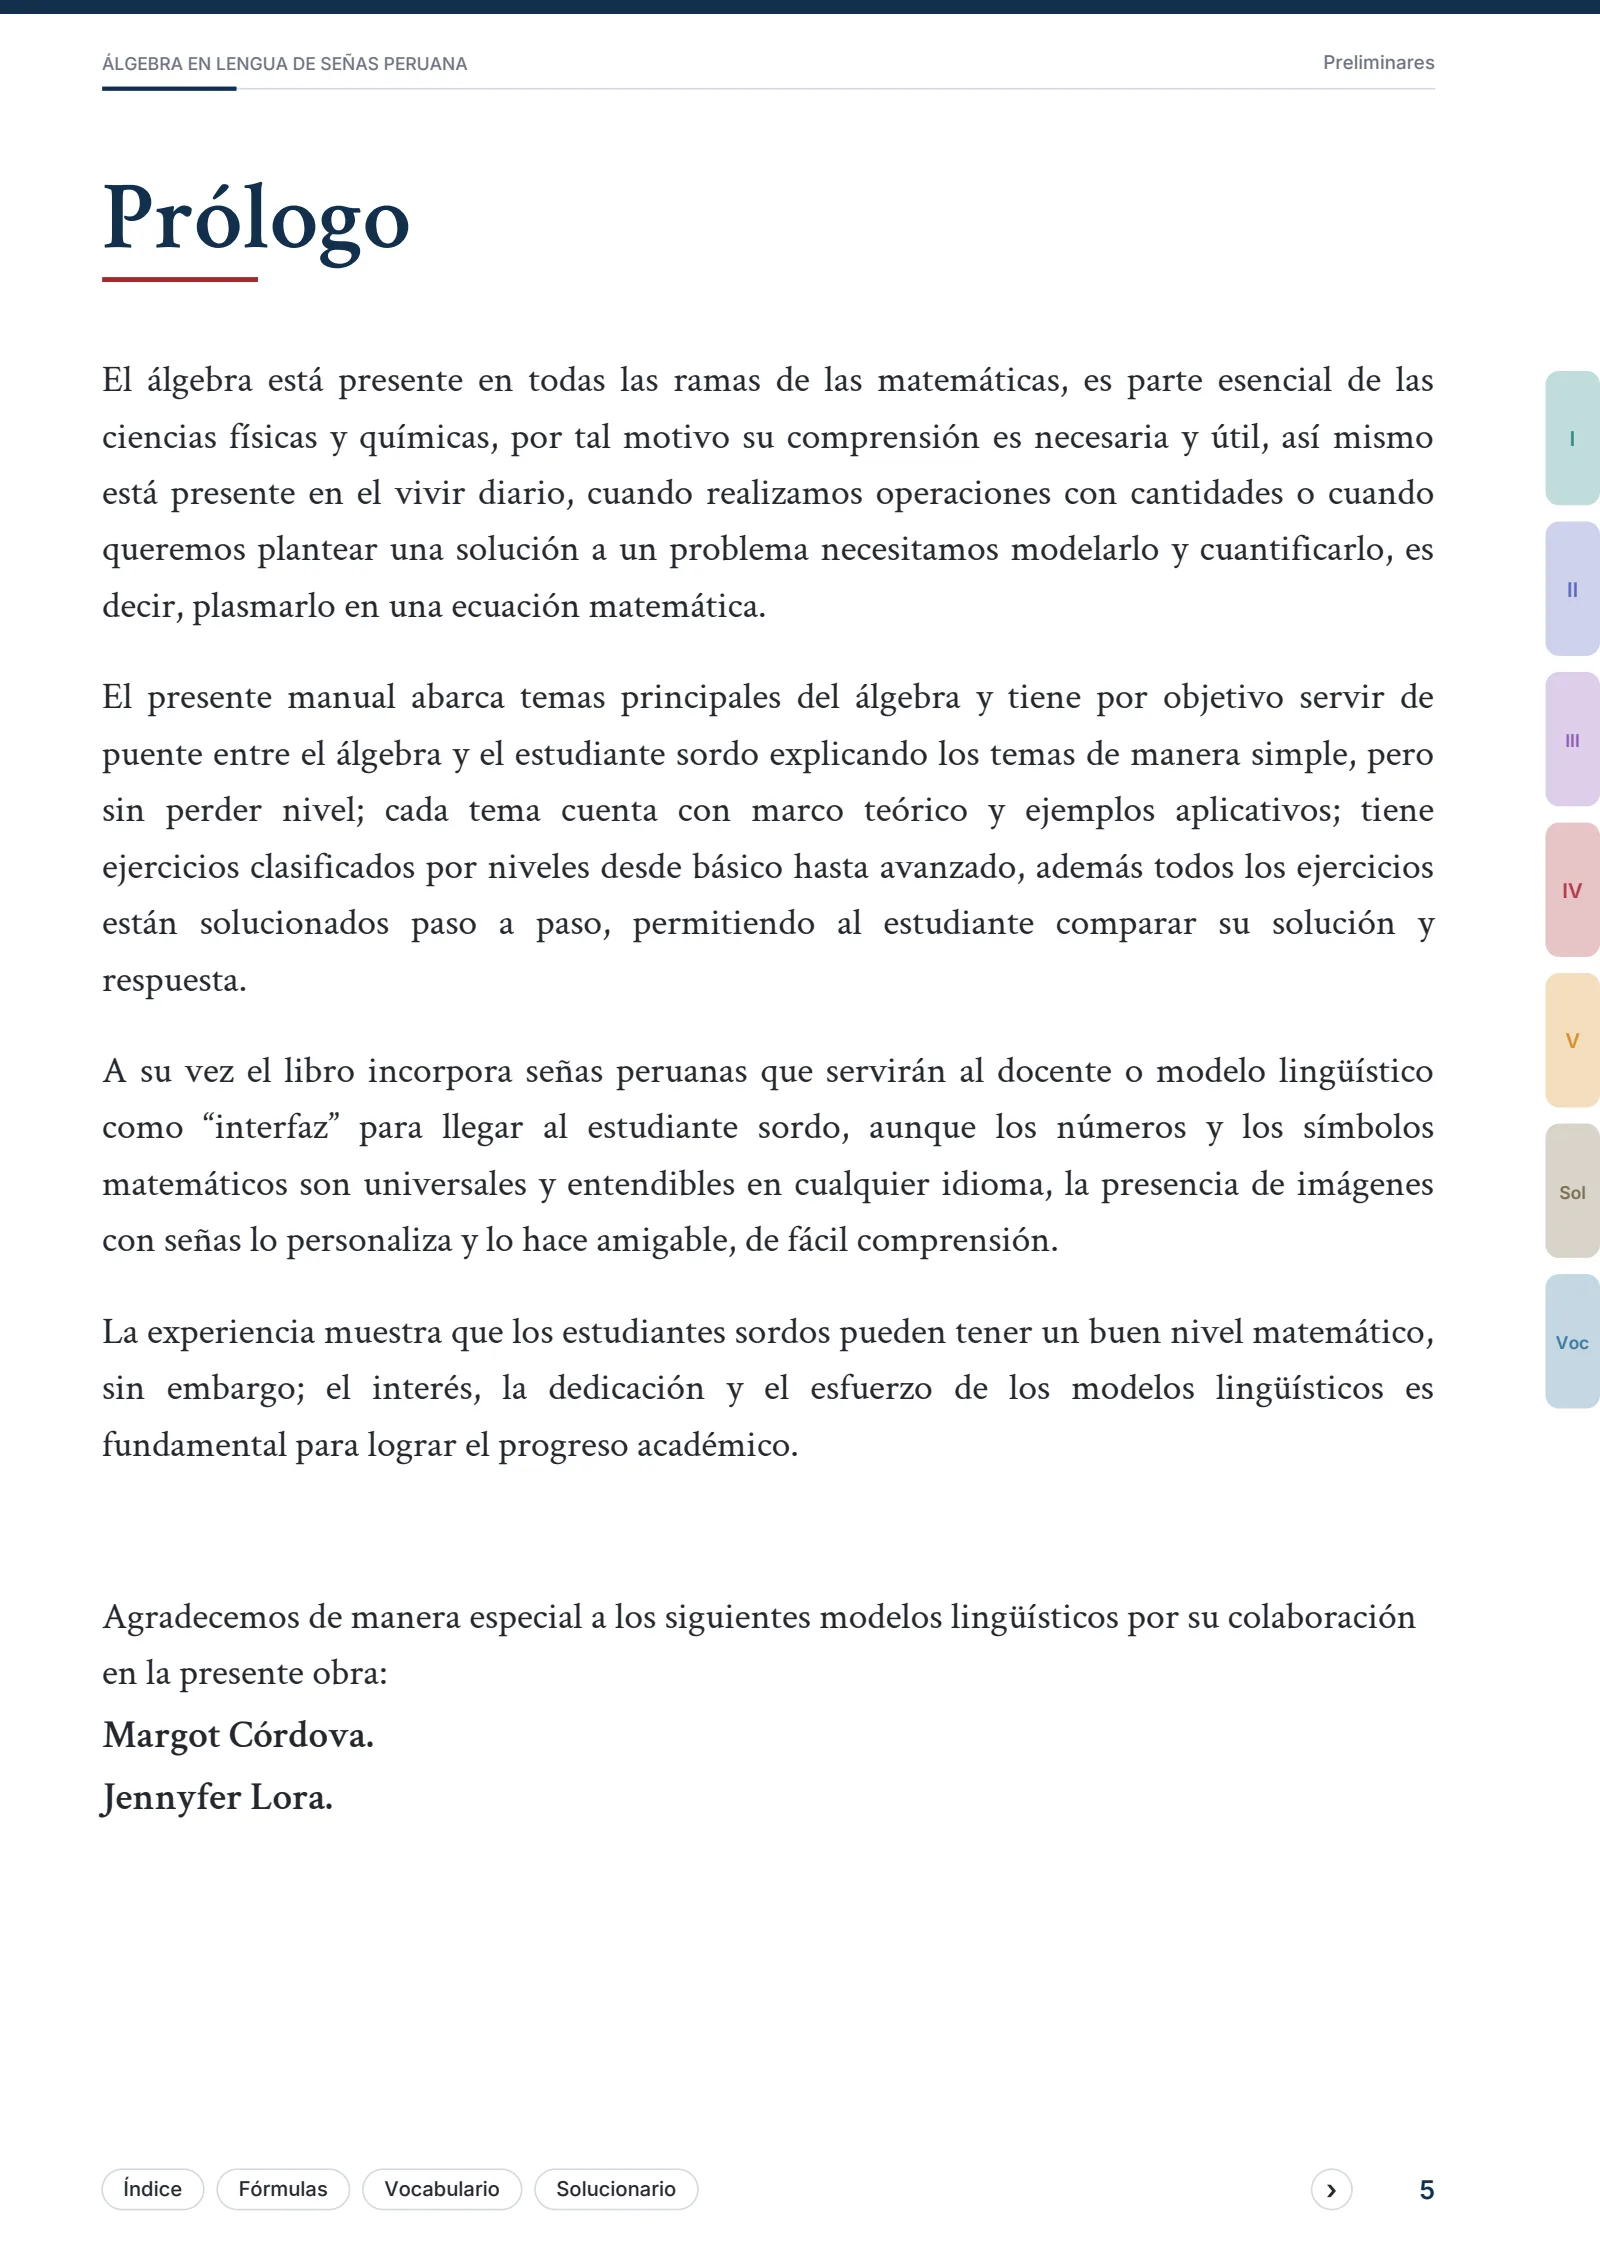 ÁLGEBRA EN LENGUA DE SEÑAS PERUANA
Preliminares
Prólogo
El álgebra está presente en todas las ramas de las matemáticas, es parte esencial de las
ciencias físicas y químicas, por tal motivo su comprensión es necesaria y útil, así mismo
está presente en el vivir diario, cuando realizamos operaciones con cantidades o cuando
queremos plantear una solución a un problema necesitamos modelarlo y cuantificarlo, es
decir, plasmarlo en una ecuación matemática.
El presente manual abarca temas principales del álgebra y tiene por objetivo servir de
puente entre el álgebra y el estudiante sordo explicando los temas de manera simple, pero
sin perder nivel; cada tema cuenta con marco teórico y ejemplos aplicativos; tiene
ejercicios clasificados por niveles desde básico hasta avanzado, además todos los ejercicios
están solucionados paso a paso, permitiendo al estudiante comparar su solución y
respuesta.
A su vez el libro incorpora señas peruanas que servirán al docente o modelo lingüístico
como “interfaz” para llegar al estudiante sordo, aunque los números y los símbolos
matemáticos son universales y entendibles en cualquier idioma, la presencia de imágenes
con señas lo personaliza y lo hace amigable, de fácil comprensión.
La experiencia muestra que los estudiantes sordos pueden tener un buen nivel matemático,
sin embargo; el interés, la dedicación y el esfuerzo de los modelos lingüísticos es
fundamental para lograr el progreso académico.
Agradecemos de manera especial a los siguientes modelos lingüísticos por su colaboración
en la presente obra:
Margot Córdova.
Jennyfer Lora.
I
II
III
IV
V
Sol
Voc
Índice
Fórmulas
Vocabulario
Solucionario
›
5